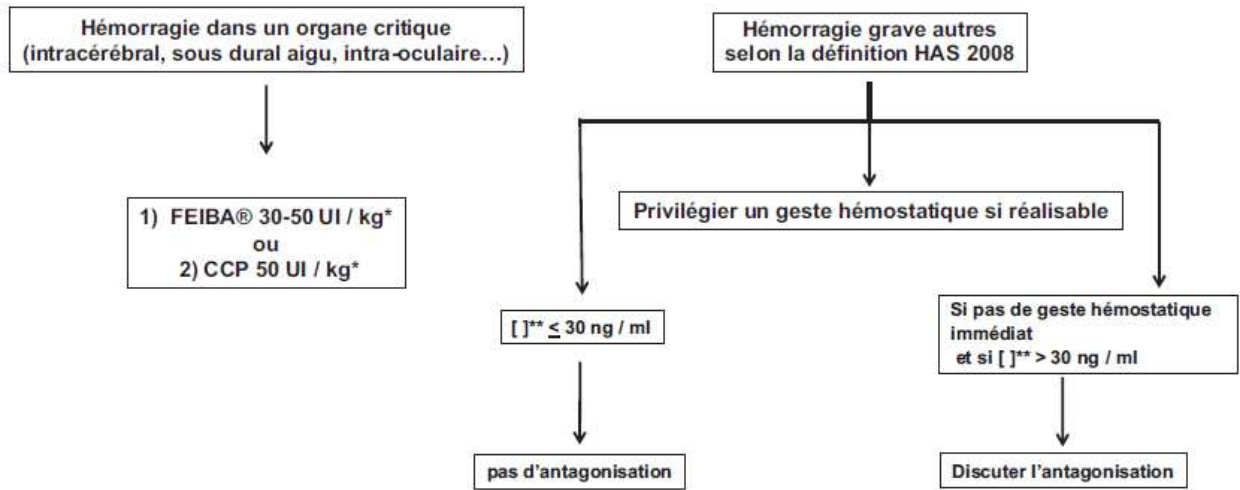 Hémorragie dans un organe critique
(intracérébral, sous dural aigu, intra-oculaire…)
Hémorragie grave autres
selon la définition HAS 2008
1) FEIBA® 30-50 UI / kg*
ou
2) CCP 50 UI / kg*
Privilégier un geste hémostatique si réalisable
[ ]** ≤ 30 ng / ml
Si pas de geste hémostatique
immédiat
et si [ ]** > 30 ng / ml
pas d’antagonisation
Discuter l’antagonisation